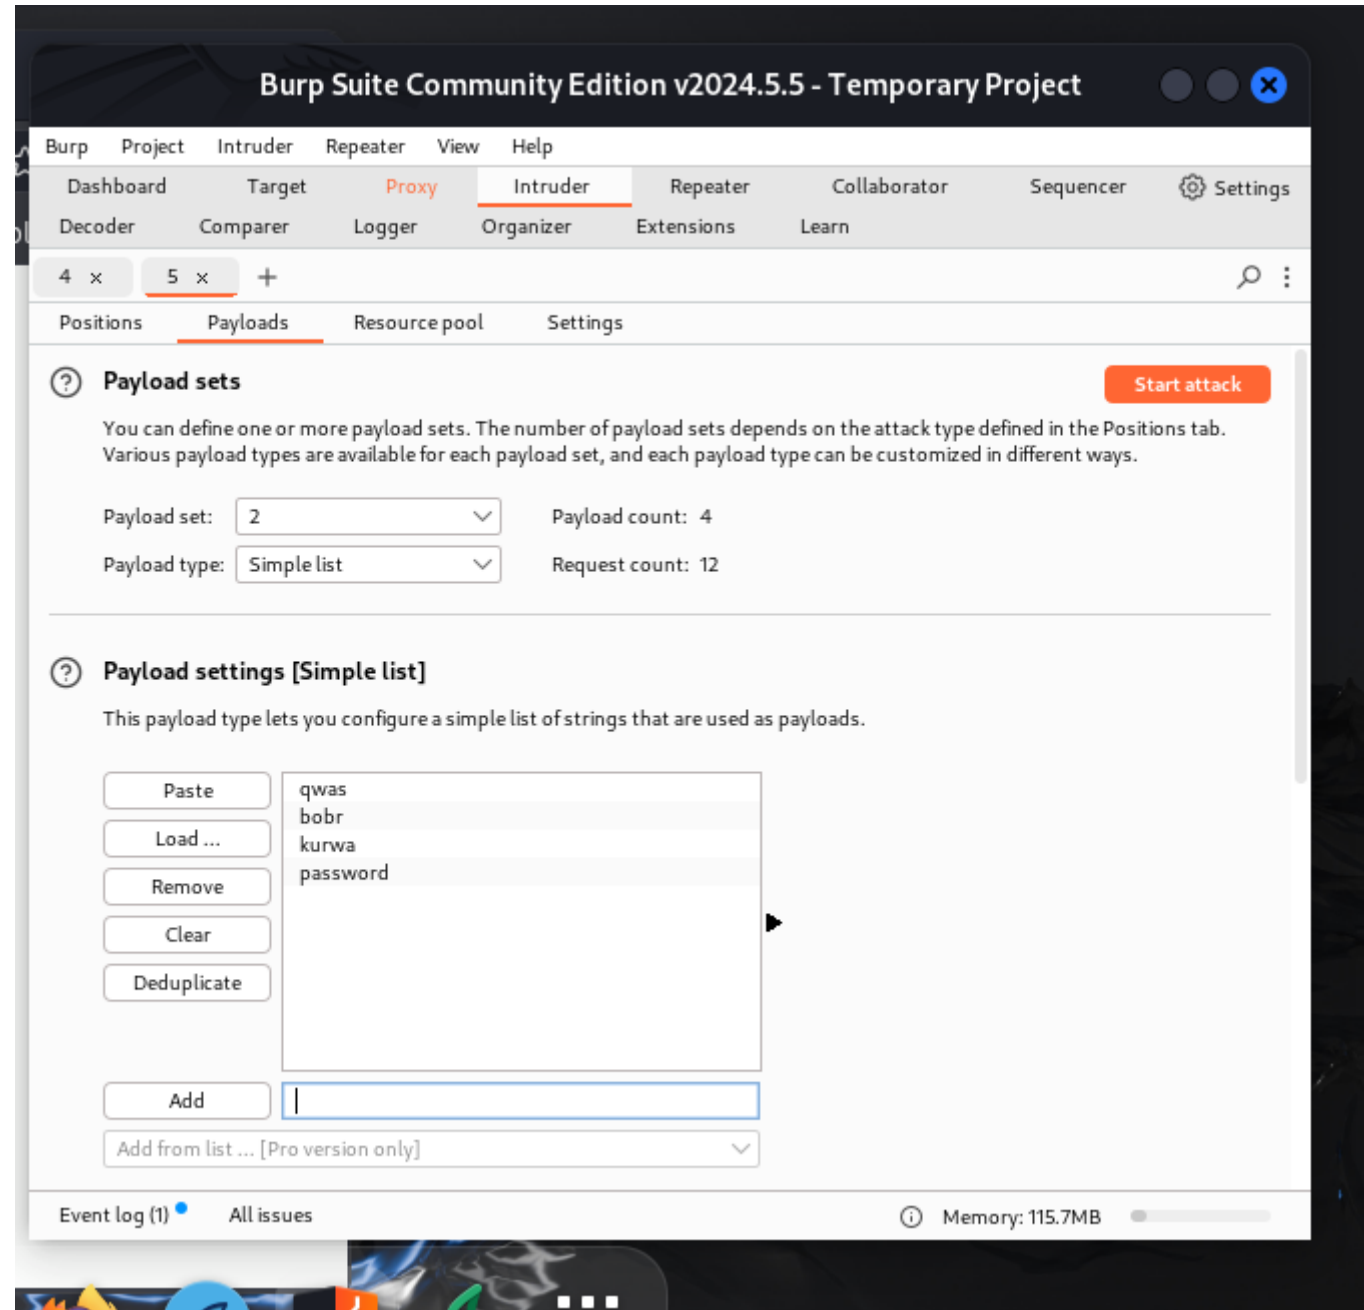 Burp Suite Community Edition v2024.5.5 - Temporary Project
Burp Project Intruder Repeater View Help
Dashboard Target Proxy Intruder Repeater Collaborator Sequencer Settings
Decoder Comparer Logger Organizer Extensions Learn
4 × 5 × +
Positions Payloads Resource pool Settings
Payload sets
Start attack
You can define one or more payload sets. The number of payload sets depends on the attack type defined in the Positions tab.
Various payload types are available for each payload set, and each payload type can be customized in different ways.
Payload set: 2 Payload count: 4
Payload type: Simple list Request count: 12
Payload settings [Simple list]
This payload type lets you configure a simple list of strings that are used as payloads.
Paste
Load ...
Remove
Clear
Deduplicate
qwas
bobr
kurwa
password
Add
Add from list ... [Pro version only]
Event log (1) All issues Memory: 115.7MB